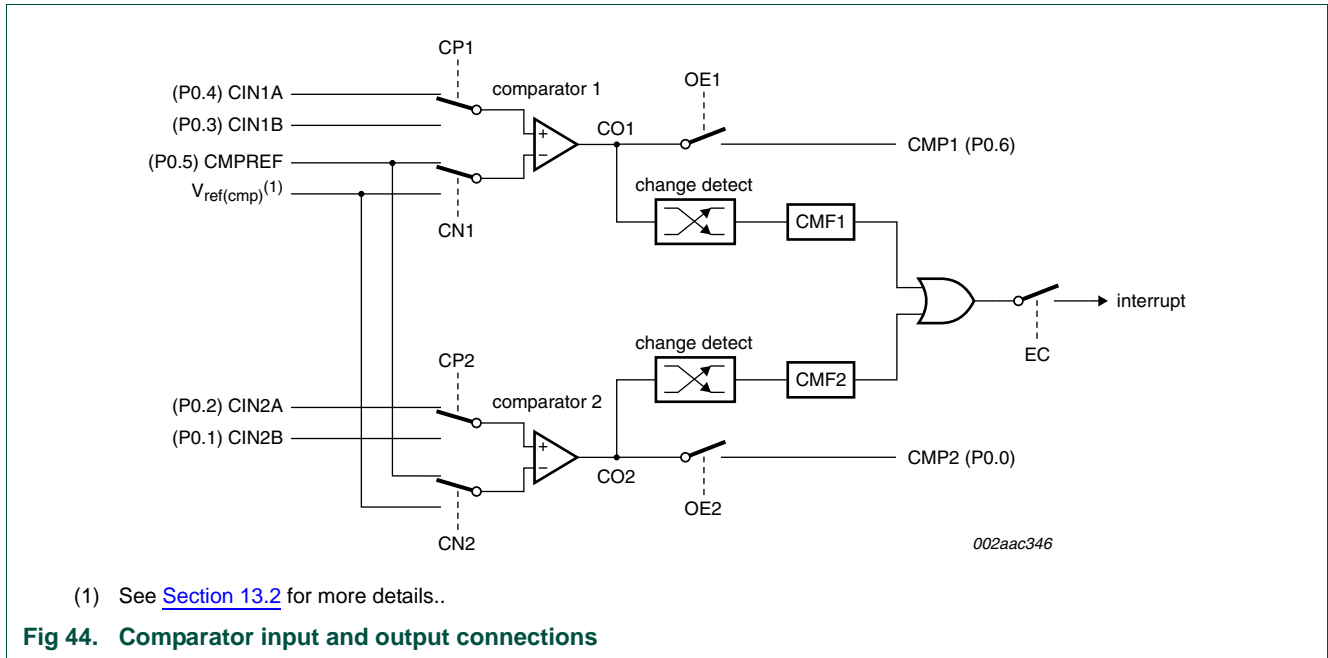 CP1
(P0.4) CIN1A
comparator 1
OE1
(P0.3) CIN1B
+
CO1
CMP1 (P0.6)
(P0.5) CMPREF
−
Vref(cmp)(1)
change detect
CN1
CMF1
interrupt
EC
change detect
CP2
CMF2
(P0.2) CIN2A
comparator 2
(P0.1) CIN2B
+
CMP2 (P0.0)
−
CO2
OE2
CN2
002aac346
(1) See Section 13.2 for more details..
Fig 44. Comparator input and output connections